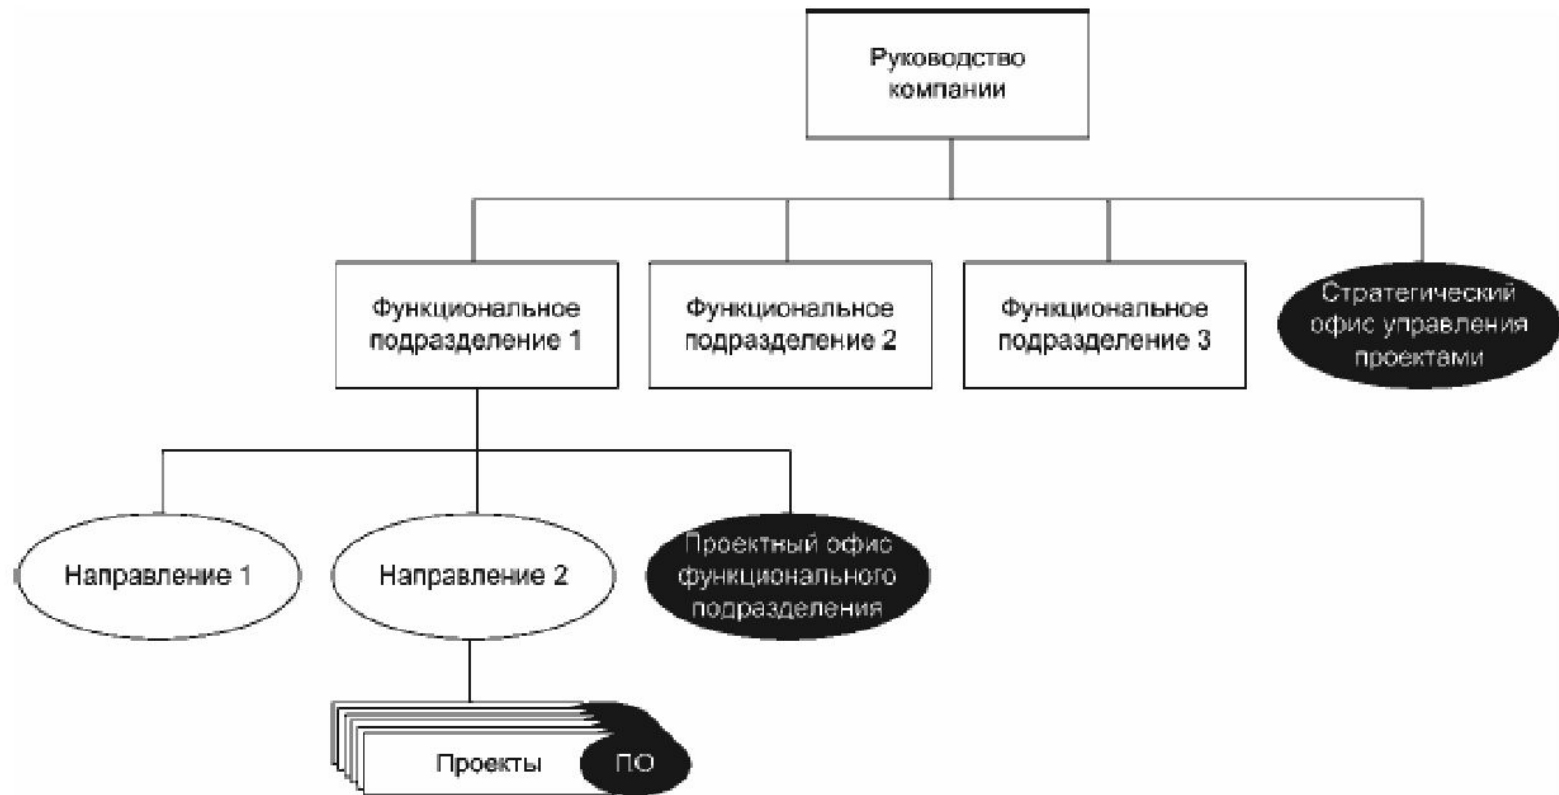 Руководство
компании
Функциональное
подразделение 1
Функциональное
подразделение 2
Функциональное
подразделение 3
Стратегический
офис управления
проектами
Направление 1
Направление 2
Проектный офис
функционального
подразделения
Проекты
ПО